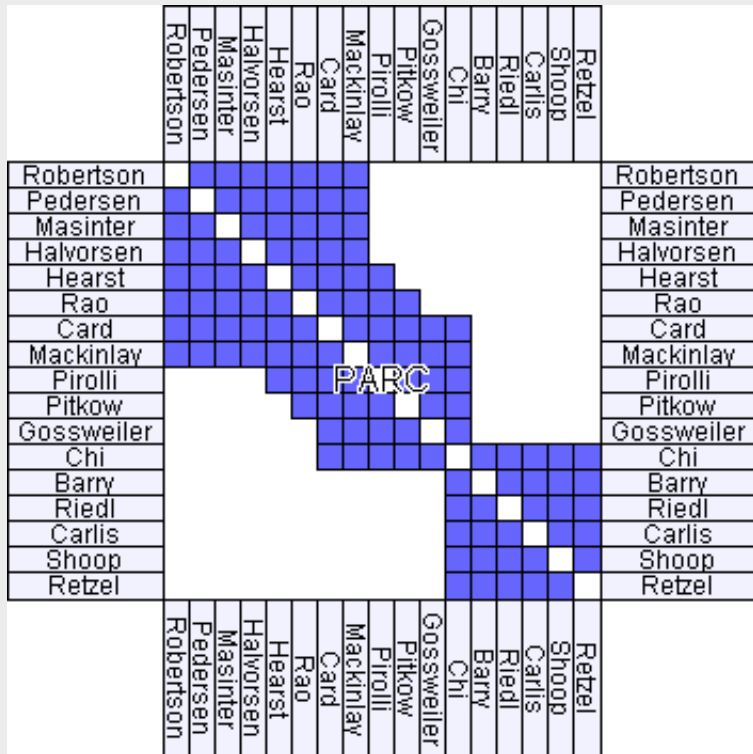 Robertson
Pedersen
Masinter
Halvorsen
Hearst
Rao
Card
Mackinlay
Pirolli
Pitkow
Gossweiler
Chi
Barry
Riedl
Carlis
Shoop
Retzel
Robertson Robertson
Pedersen Pedersen
Masinter Masinter
Halvorsen Halvorsen
Hearst Hearst
Rao Rao
Card Card
Mackinlay Mackinlay
Pirolli PARC Pirolli
Pitkow Pitkow
Gossweiler Gossweiler
Chi Chi
Barry Barry
Riedl Riedl
Carlis Carlis
Shoop Shoop
Retzel Retzel
Robertson
Pedersen
Masinter
Halvorsen
Hearst
Rao
Card
Mackinlay
Pirolli
Pitkow
Gossweiler
Chi
Barry
Riedl
Carlis
Shoop
Retzel